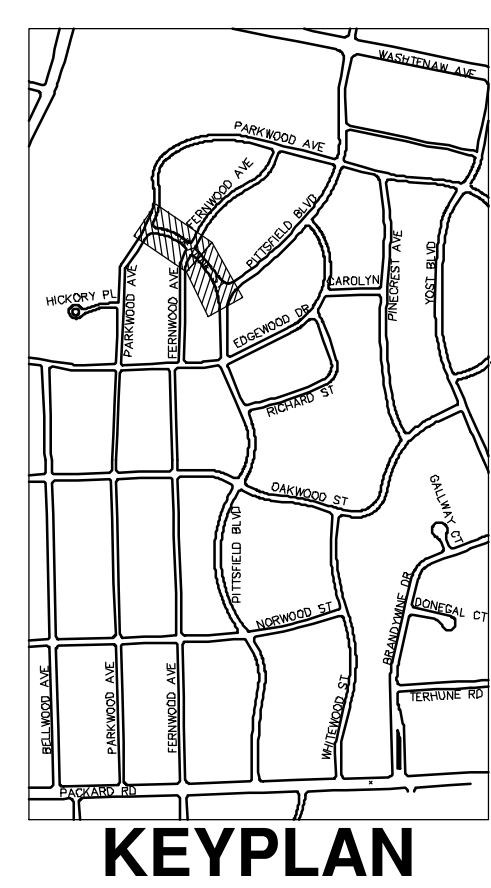 WASHTENAW AVE
PARKWOOD AVE
FERNWOOD AVE
PITTSFIELD BLVD
PINECREST AVE
YOST BLVD
CAROLYN
HICKORY PL
PARKWOOD AVE
FERNWOOD AVE
EDGEWOOD DR
RICHARD ST
OAKWOOD ST
GALLWAY CT
PITTSFIELD BLVD
BRANDYWINE DR
DONEGAL CT
NORWOOD ST
BELLWOOD AVE
PARKWOOD AVE
FERNWOOD AVE
WHITEWOOD ST
TERHUNE RD
PACKARD RD
KEYPLAN